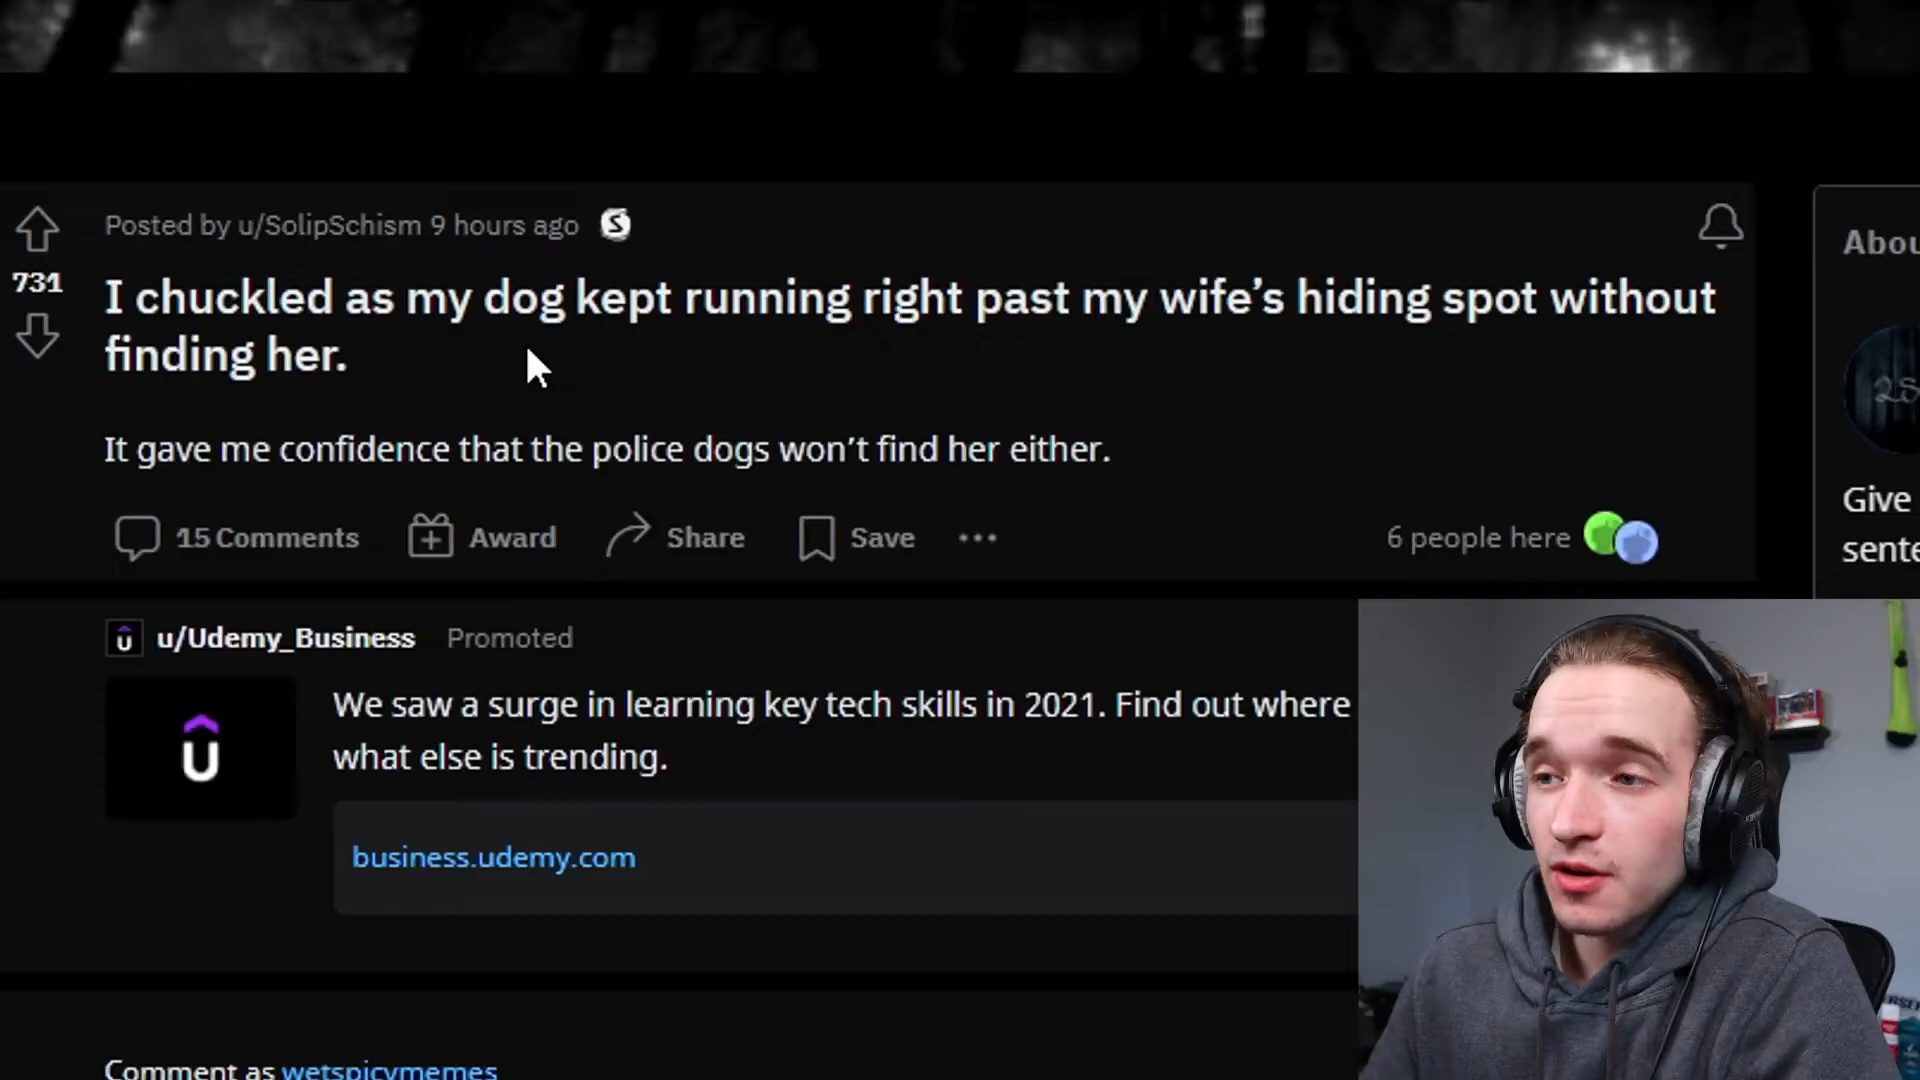 Posted by u/SolipSchism 9 hours ago
731
I chuckled as my dog kept running right past my wife’s hiding spot without
finding her.
It gave me confidence that the police dogs won’t find her either.
15 Comments Award Share Save
6 people here
Abou
2S
Give
sente
u/Udemy_Business Promoted
We saw a surge in learning key tech skills in 2021. Find out where
what else is trending.
business.udemy.com
Comment as wetspicymemes